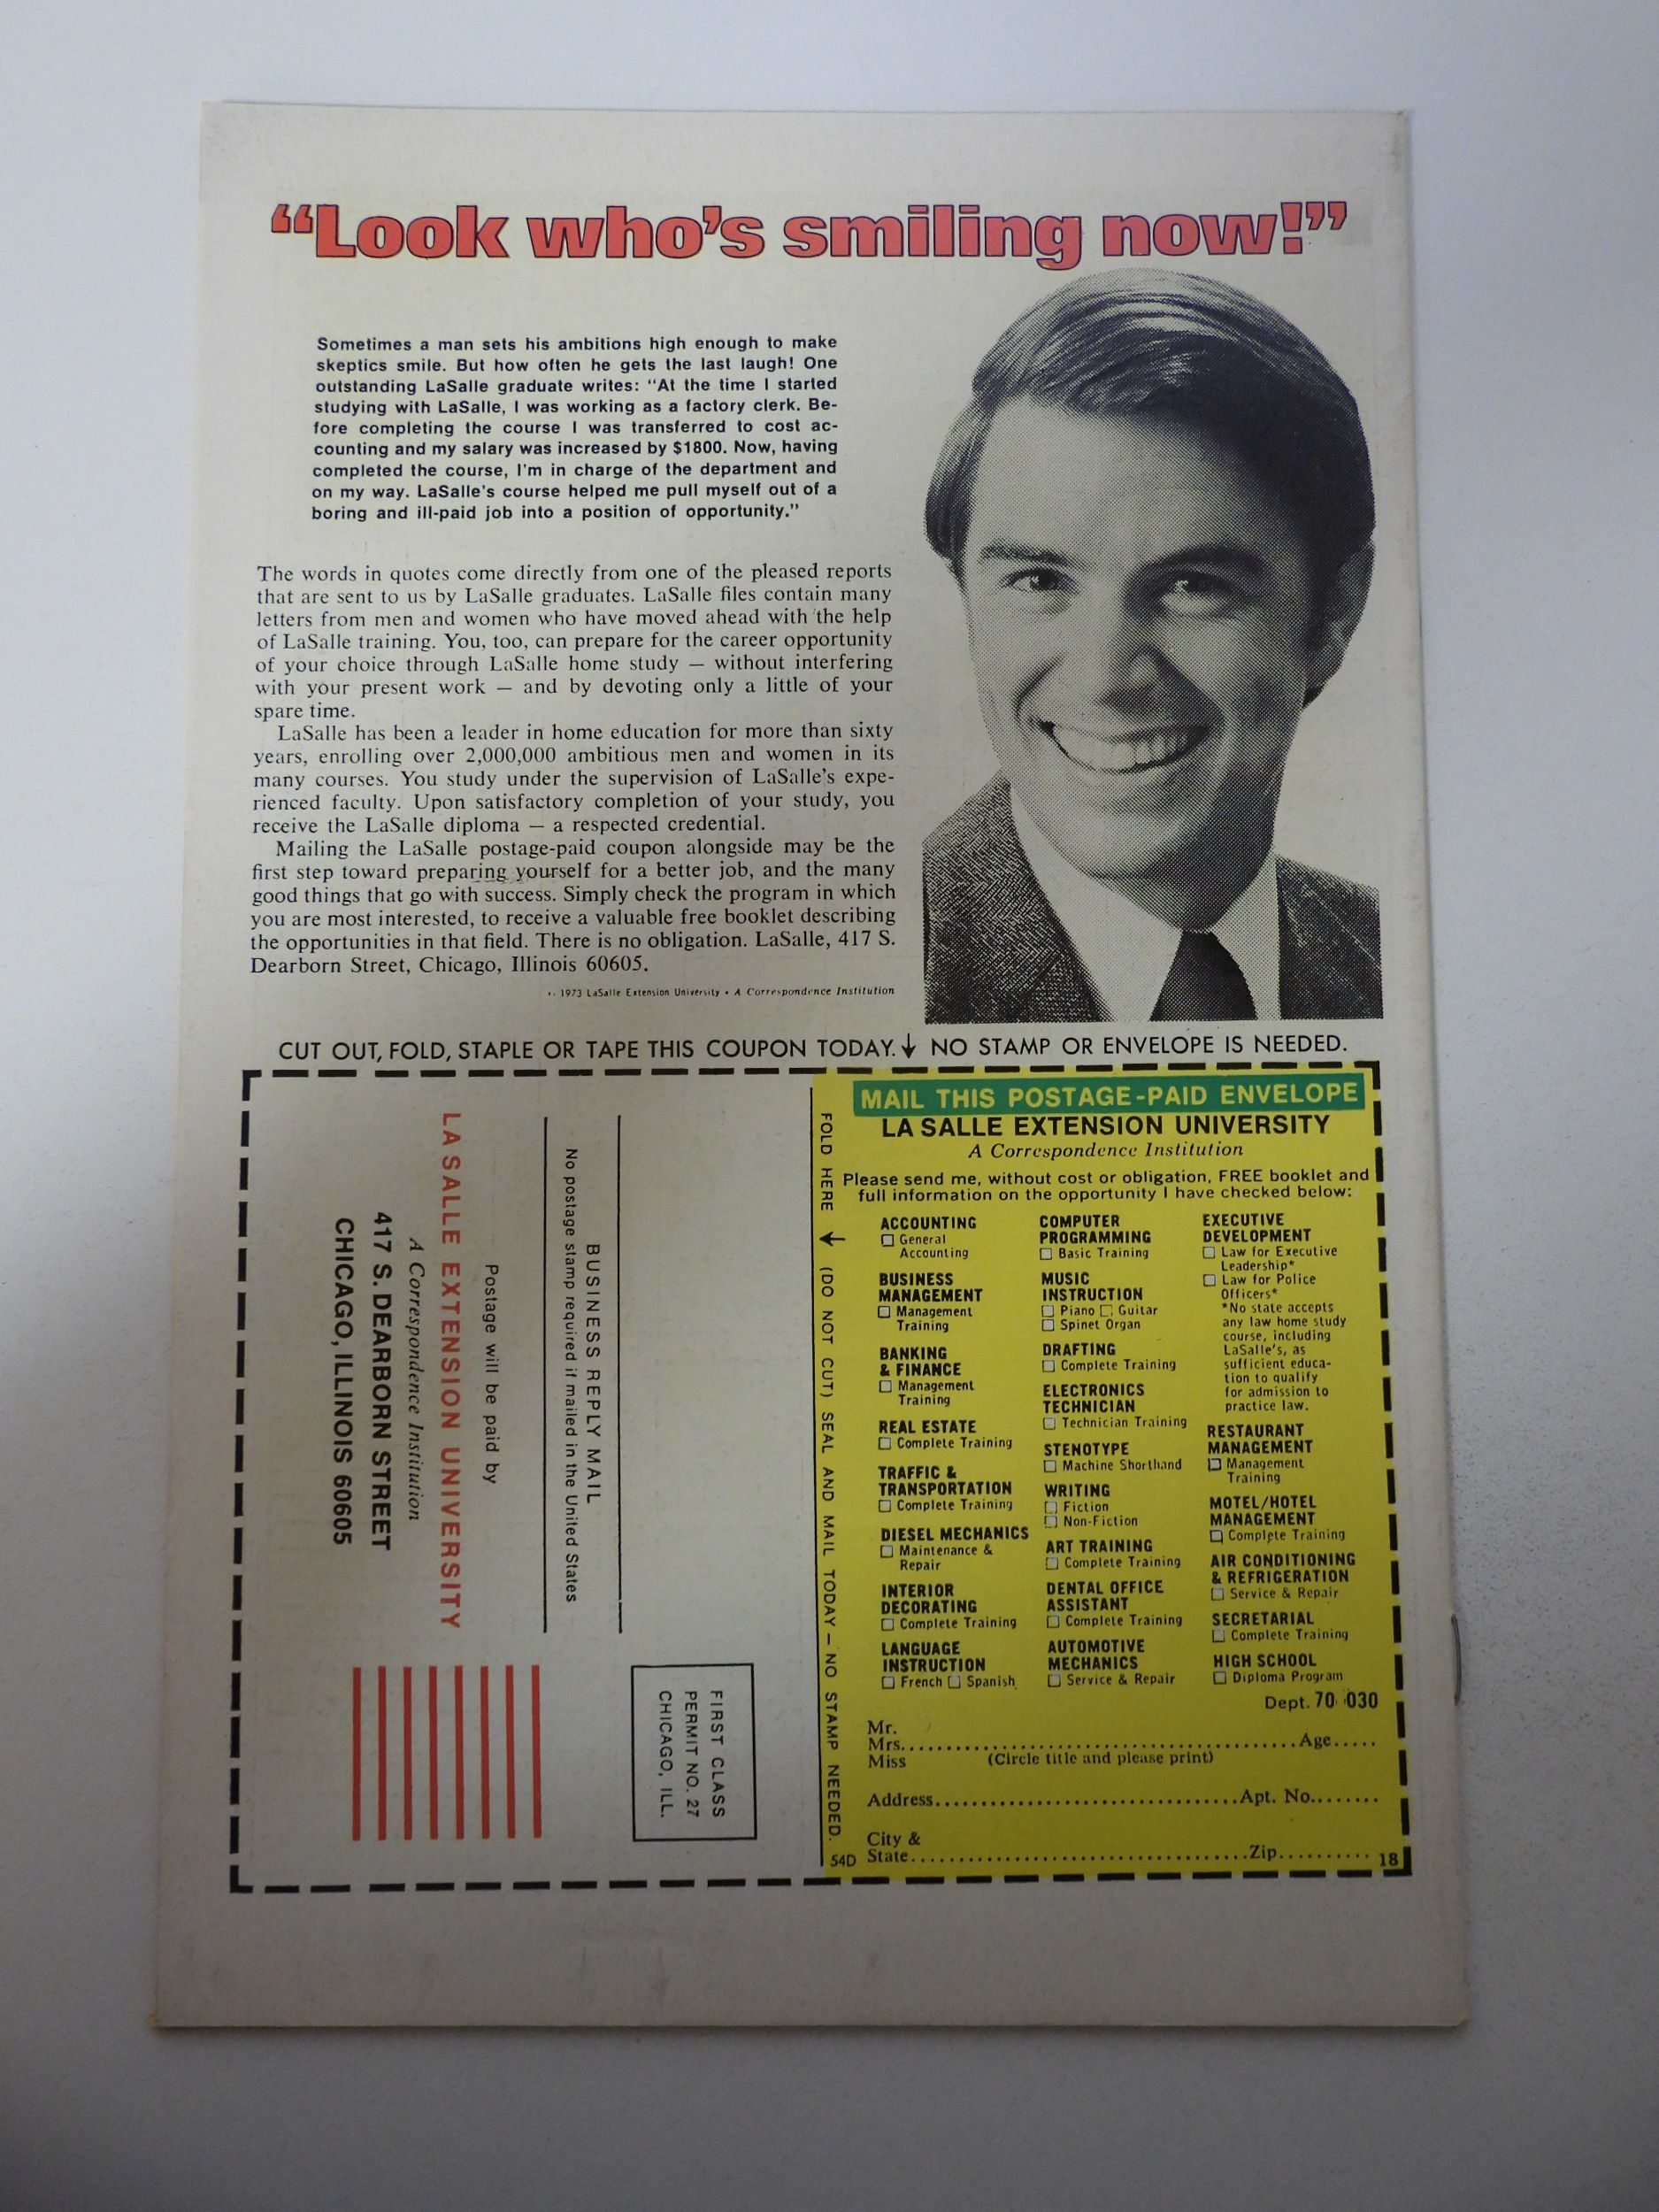 “Look who’s smiling now!”
Sometimes a man sets his ambitions high enough to make
skeptics smile. But how often he gets the last laugh! One
outstanding LaSalle graduate writes: “At the time I started
studying with LaSalle, I was working as a factory clerk. Be-
fore completing the course I was transferred to cost ac-
counting and my salary was increased by $1800. Now, having
completed the course, I'm in charge of the department and
on my way. LaSalle's course helped me pull myself out of a
boring and ill-paid job into a position of opportunity.”
The words in quotes come directly from one of the pleased reports
that are sent to us by LaSalle graduates. LaSalle files contain many
letters from men and women who have moved ahead with the help
of LaSalle training. You, too, can prepare for the career opportunity
of your choice through LaSalle home study — without interfering
with your present work — and by devoting only a little of your
spare time.
LaSalle has been a leader in home education for more than sixty
years, enrolling over 2,000,000 ambitious men and women in its
many courses. You study under the supervision of LaSalle's expe-
rienced faculty. Upon satisfactory completion of your study, you
receive the LaSalle diploma — a respected credential.
Mailing the LaSalle postage-paid coupon alongside may be the
first step toward preparing yourself for a better job, and the many
good things that go with success. Simply check the program in which
you are most interested, to receive a valuable free booklet describing
the opportunities in that field. There is no obligation. LaSalle, 417 S.
Dearborn Street, Chicago, Illinois 60605.
1973 LaSalle Extension University • A Correspondence Institution
CUT OUT, FOLD, STAPLE OR TAPE THIS COUPON TODAY. NO STAMP OR ENVELOPE IS NEEDED.
FIRST CLASS
PERMIT NO. 27
CHICAGO, ILL.
BUSINESS REPLY MAIL
No postage stamp required if mailed in the United States
Postage will be paid by
LA SALLE EXTENSION UNIVERSITY
A Correspondence Institution
417 S. DEARBORN STREET
CHICAGO, ILLINOIS 60605
FOLD HERE (DO NOT CUT) SEAL AND MAIL TODAY — NO STAMP NEEDED.
MAIL THIS POSTAGE-PAID ENVELOPE
LA SALLE EXTENSION UNIVERSITY
A Correspondence Institution
Please send me, without cost or obligation, FREE booklet and
full information on the opportunity I have checked below:
ACCOUNTING
General
Accounting
BUSINESS
MANAGEMENT
Management
Training
BANKING
& FINANCE
Management
Training
REAL ESTATE
Complete Training
TRAFFIC &
TRANSPORTATION
Complete Training
DIESEL MECHANICS
Maintenance &
Repair
INTERIOR
DECORATING
Complete Training
LANGUAGE
INSTRUCTION
French Spanish
COMPUTER
PROGRAMMING
Basic Training
MUSIC
INSTRUCTION
Piano Guitar
Spinet Organ
DRAFTING
Complete Training
ELECTRONICS
TECHNICIAN
Technician Training
STENOTYPE
Machine Shorthand
WRITING
Fiction
Non-Fiction
ART TRAINING
Complete Training
DENTAL OFFICE
ASSISTANT
Complete Training
AUTOMOTIVE
MECHANICS
Service & Repair
EXECUTIVE
DEVELOPMENT
Law for Executive
Leadership*
Law for Police
Officers*
*No state accepts
any law home study
course, including
LaSalle's, as
sufficient educa-
tion to qualify
for admission to
practice law.
RESTAURANT
MANAGEMENT
Management
Training
MOTEL/HOTEL
MANAGEMENT
Complete Training
AIR CONDITIONING
& REFRIGERATION
Service & Repair
SECRETARIAL
Complete Training
HIGH SCHOOL
Diploma Program
Dept. 70-030
Mr.
Mrs. Age
Miss (Circle title and please print)
Address Apt. No.
City &
54D State Zip 18